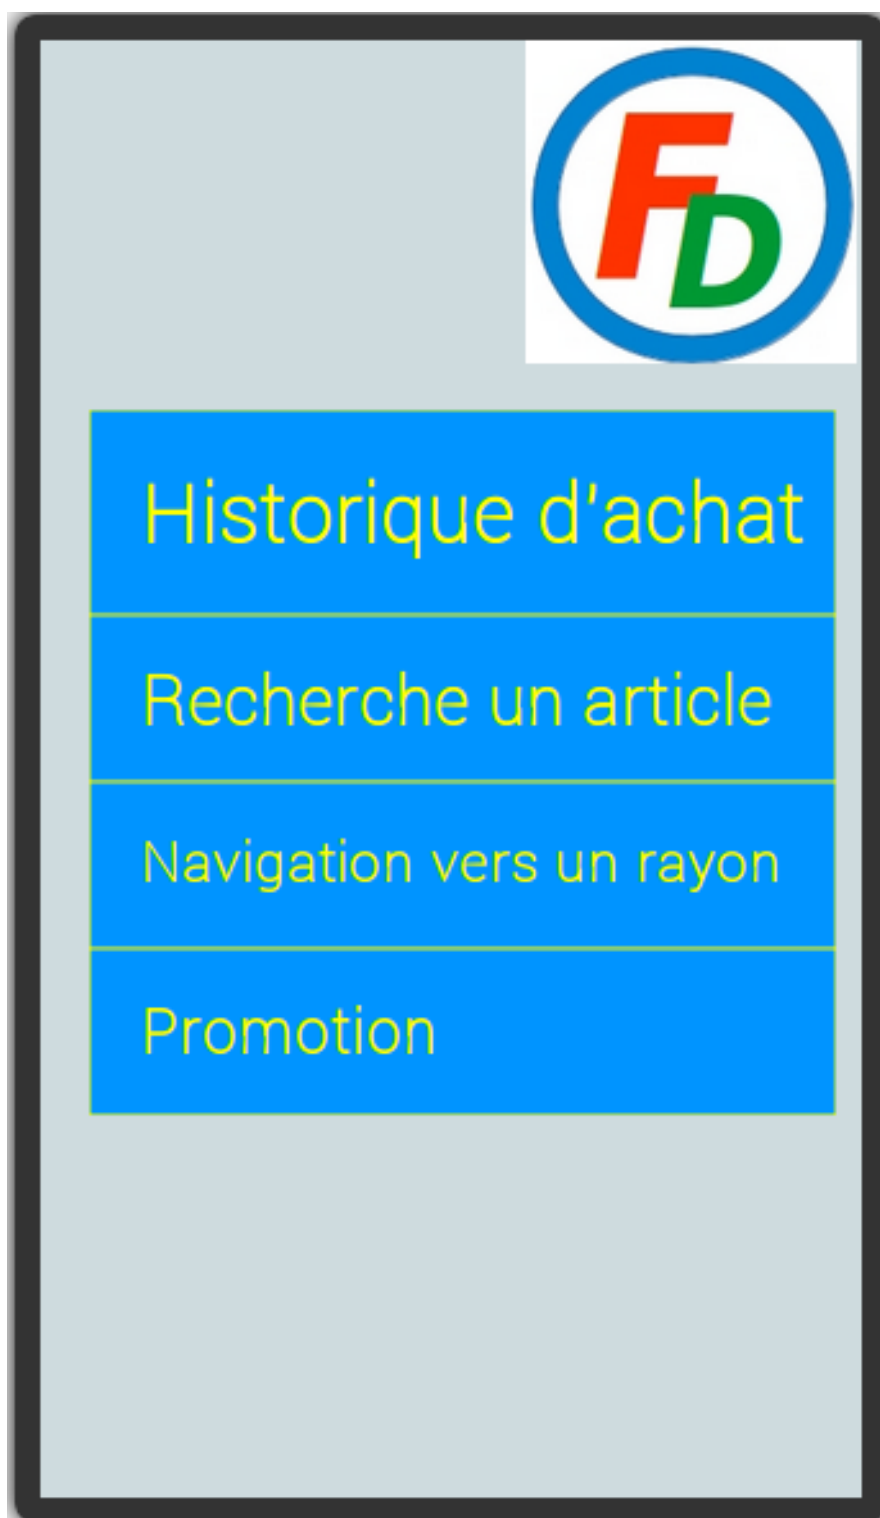 FD
Historique d'achat
Recherche un article
Navigation vers un rayon
Promotion